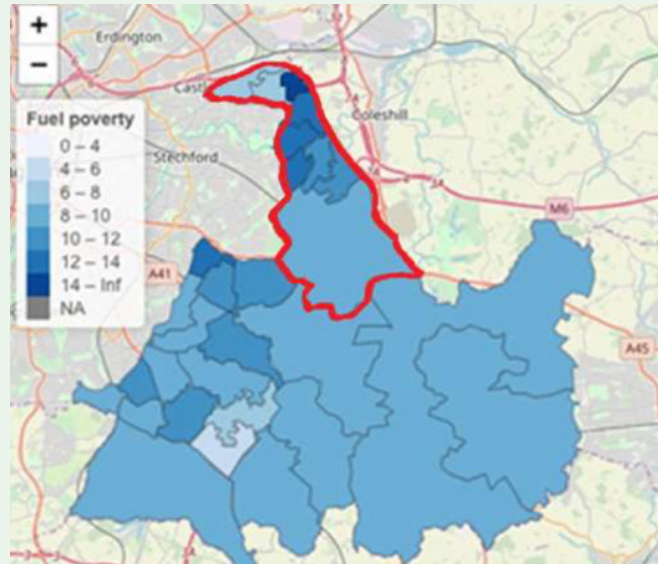 +
−
Erdington
Castl
Coleshill
Fuel poverty
0 – 4
4 – 6
6 – 8
8 – 10
10 – 12
12 – 14
14 – Inf
NA
Stechford
M6
A41
A45